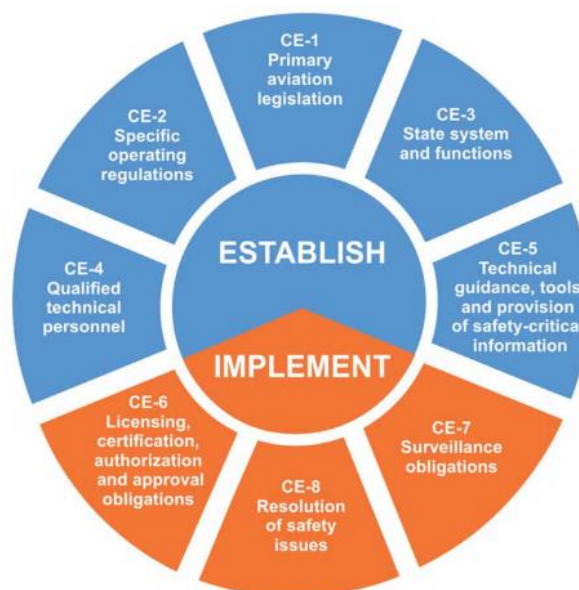 CE-1
Primary
aviation
legislation
CE-2
Specific
operating
regulations
CE-3
State system
and functions
CE-4
Qualified
technical
personnel
ESTABLISH
CE-5
Technical
guidance, tools
and provision
of safety-critical
information
IMPLEMENT
CE-6
Licensing,
certification,
authorization
and approval
obligations
CE-7
Surveillance
obligations
CE-8
Resolution
of safety
issues